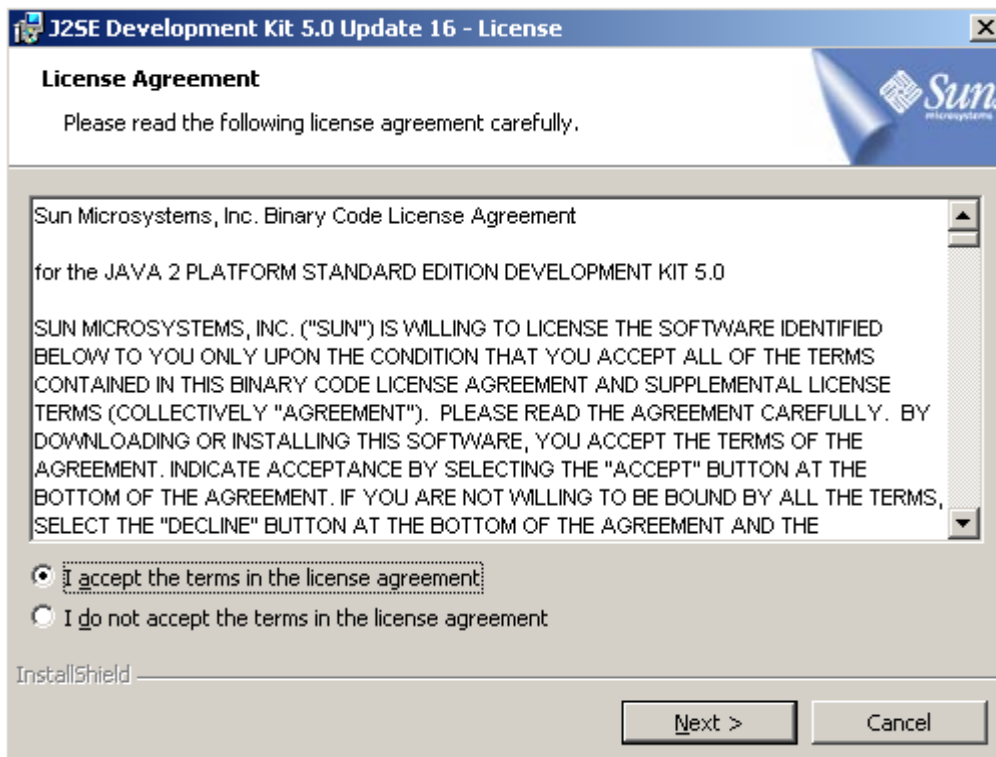 J2SE Development Kit 5.0 Update 16 - License
License Agreement
Please read the following license agreement carefully.
Sun
microsystems
Sun Microsystems, Inc. Binary Code License Agreement
for the JAVA 2 PLATFORM STANDARD EDITION DEVELOPMENT KIT 5.0
SUN MICROSYSTEMS, INC. ("SUN") IS WILLING TO LICENSE THE SOFTWARE IDENTIFIED
BELOW TO YOU ONLY UPON THE CONDITION THAT YOU ACCEPT ALL OF THE TERMS
CONTAINED IN THIS BINARY CODE LICENSE AGREEMENT AND SUPPLEMENTAL LICENSE
TERMS (COLLECTIVELY "AGREEMENT").  PLEASE READ THE AGREEMENT CAREFULLY.  BY
DOWNLOADING OR INSTALLING THIS SOFTWARE, YOU ACCEPT THE TERMS OF THE
AGREEMENT. INDICATE ACCEPTANCE BY SELECTING THE "ACCEPT" BUTTON AT THE
BOTTOM OF THE AGREEMENT. IF YOU ARE NOT WILLING TO BE BOUND BY ALL THE TERMS,
SELECT THE "DECLINE" BUTTON AT THE BOTTOM OF THE AGREEMENT AND THE
I accept the terms in the license agreement
I do not accept the terms in the license agreement
InstallShield
Next >
Cancel